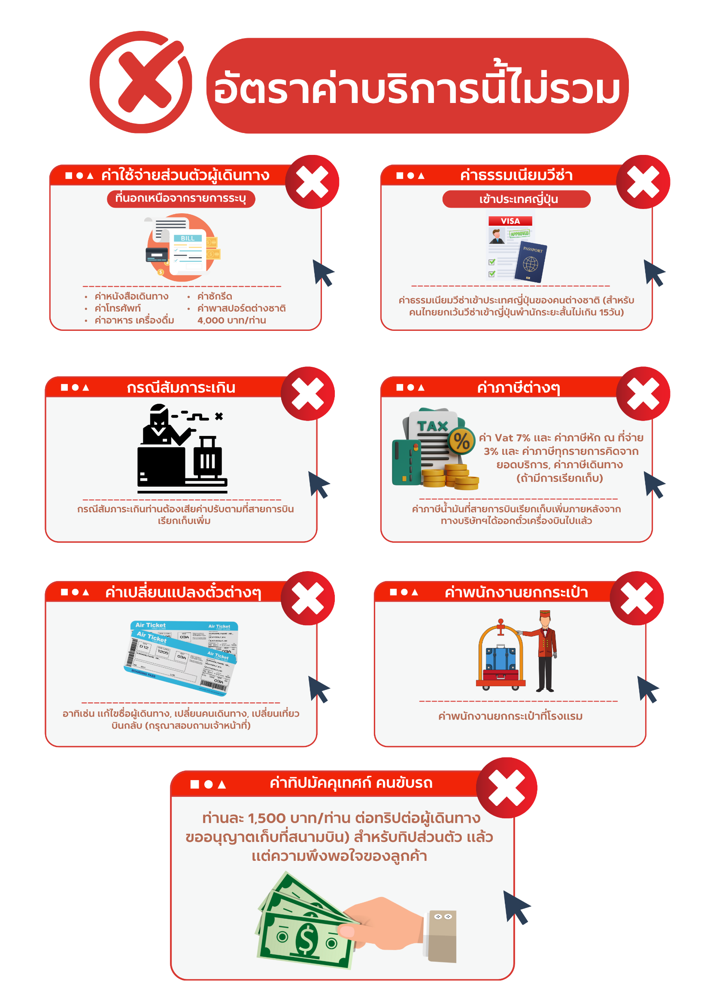 อัตราค่าบริการนี้ไม่รวม
ค่าใช้จ่ายส่วนตัวผู้เดินทาง
ที่นอกเหนือจากรายการระบุ
BILL
• ค่าหนังสือเดินทาง
• ค่าโทรศัพท์
• ค่าอาหาร เครื่องดื่ม
• ค่าซักรีด
• ค่าพาสปอร์ตต่างชาติ
4,000 บาท/ท่าน
ค่าธรรมเนียมวีซ่า
เข้าประเทศญี่ปุ่น
VISA
APPROVED
PASSPORT
ค่าธรรมเนียมวีซ่าเข้าประเทศญี่ปุ่นของคนต่างชาติ (สำหรับ
คนไทยยกเว้นวีซ่าเข้าญี่ปุ่นพำนักระยะสั้นไม่เกิน 15วัน)
กรณีสัมภาระเกิน
กรณีสัมภาระเกินท่านต้องเสียค่าปรับตามที่สายการบิน
เรียกเก็บเพิ่ม
ค่าภาษีต่างๆ
TAX
%
ค่า Vat 7% และ ค่าภาษีหัก ณ ที่จ่าย
3% และ ค่าภาษีทุกรายการคิดจาก
ยอดบริการ, ค่าภาษีเดินทาง
(ถ้ามีการเรียกเก็บ)
ค่าภาษีน้ำมันที่สายการบินเรียกเก็บเพิ่มภายหลังจาก
ทางบริษัทฯได้ออกตั๋วเครื่องบินไปแล้ว
ค่าเปลี่ยนแปลงตั๋วต่างๆ
Air Ticket
Air Ticket
03A
Air Ticket
D12
1205
03A
Air Ticket
03A
BOARDING PASS
อาทิเช่น แก้ไขชื่อผู้เดินทาง, เปลี่ยนคนเดินทาง, เปลี่ยนเที่ยว
บินกลับ (กรุณาสอบถามเจ้าหน้าที่)
ค่าพนักงานยกกระเป๋า
ค่าพนักงานยกกระเป๋าที่โรงแรม
ค่าทิปมัคคุเทศก์ คนขับรถ
ท่านละ 1,500 บาท/ท่าน ต่อทริปต่อผู้เดินทาง
ขออนุญาตเก็บที่สนามบิน) สำหรับทิปส่วนตัว แล้ว
แต่ความพึงพอใจของลูกค้า
$